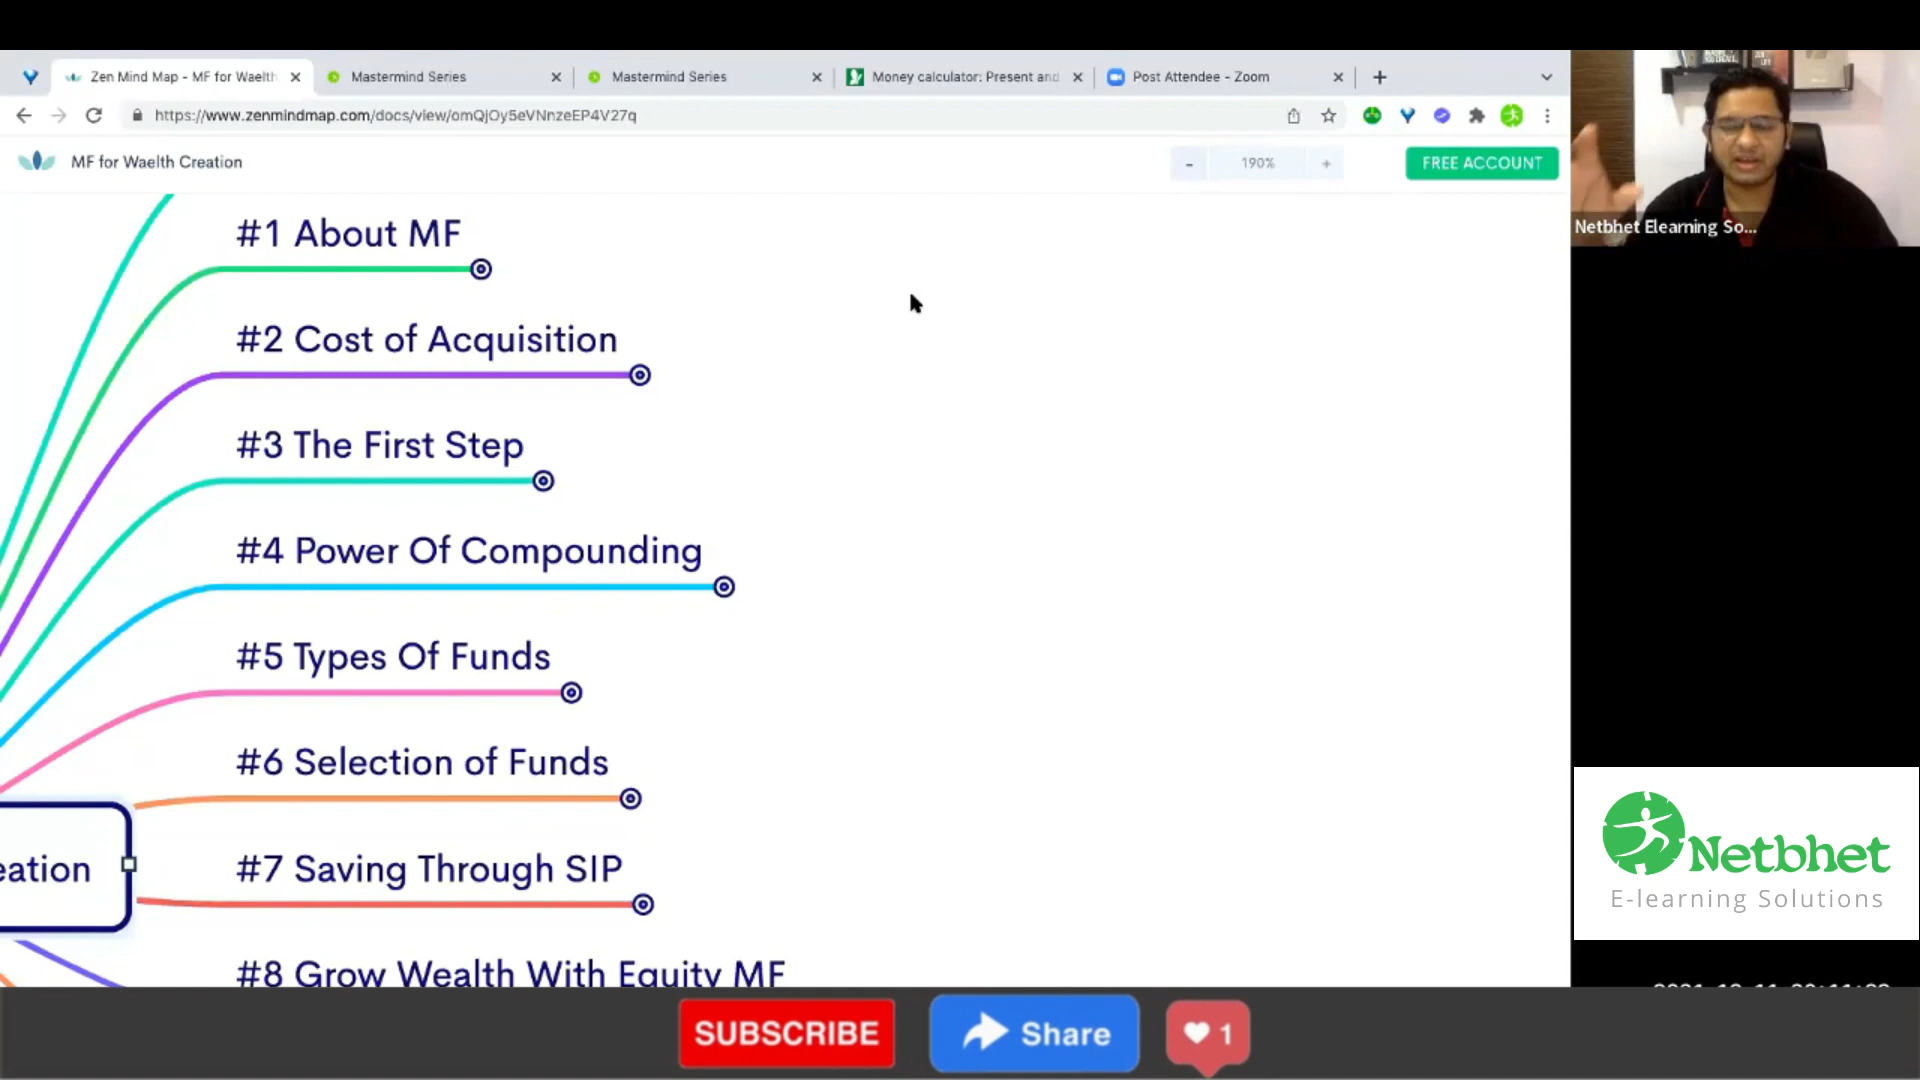 Zen Mind Map - MF for Waelth
Mastermind Series
Mastermind Series
Money calculator: Present and
Post Attendee - Zoom
https://www.zenmindmap.com/docs/view/omQjOy5eVNnzeEP4V27q
MF for Waelth Creation
- 190% +
FREE ACCOUNT
Netbhet Elearning So...
#1 About MF
#2 Cost of Acquisition
#3 The First Step
#4 Power Of Compounding
#5 Types Of Funds
#6 Selection of Funds
eation
#7 Saving Through SIP
#8 Grow Wealth With Equity MF
Netbhet
E-learning Solutions
SUBSCRIBE
Share
1